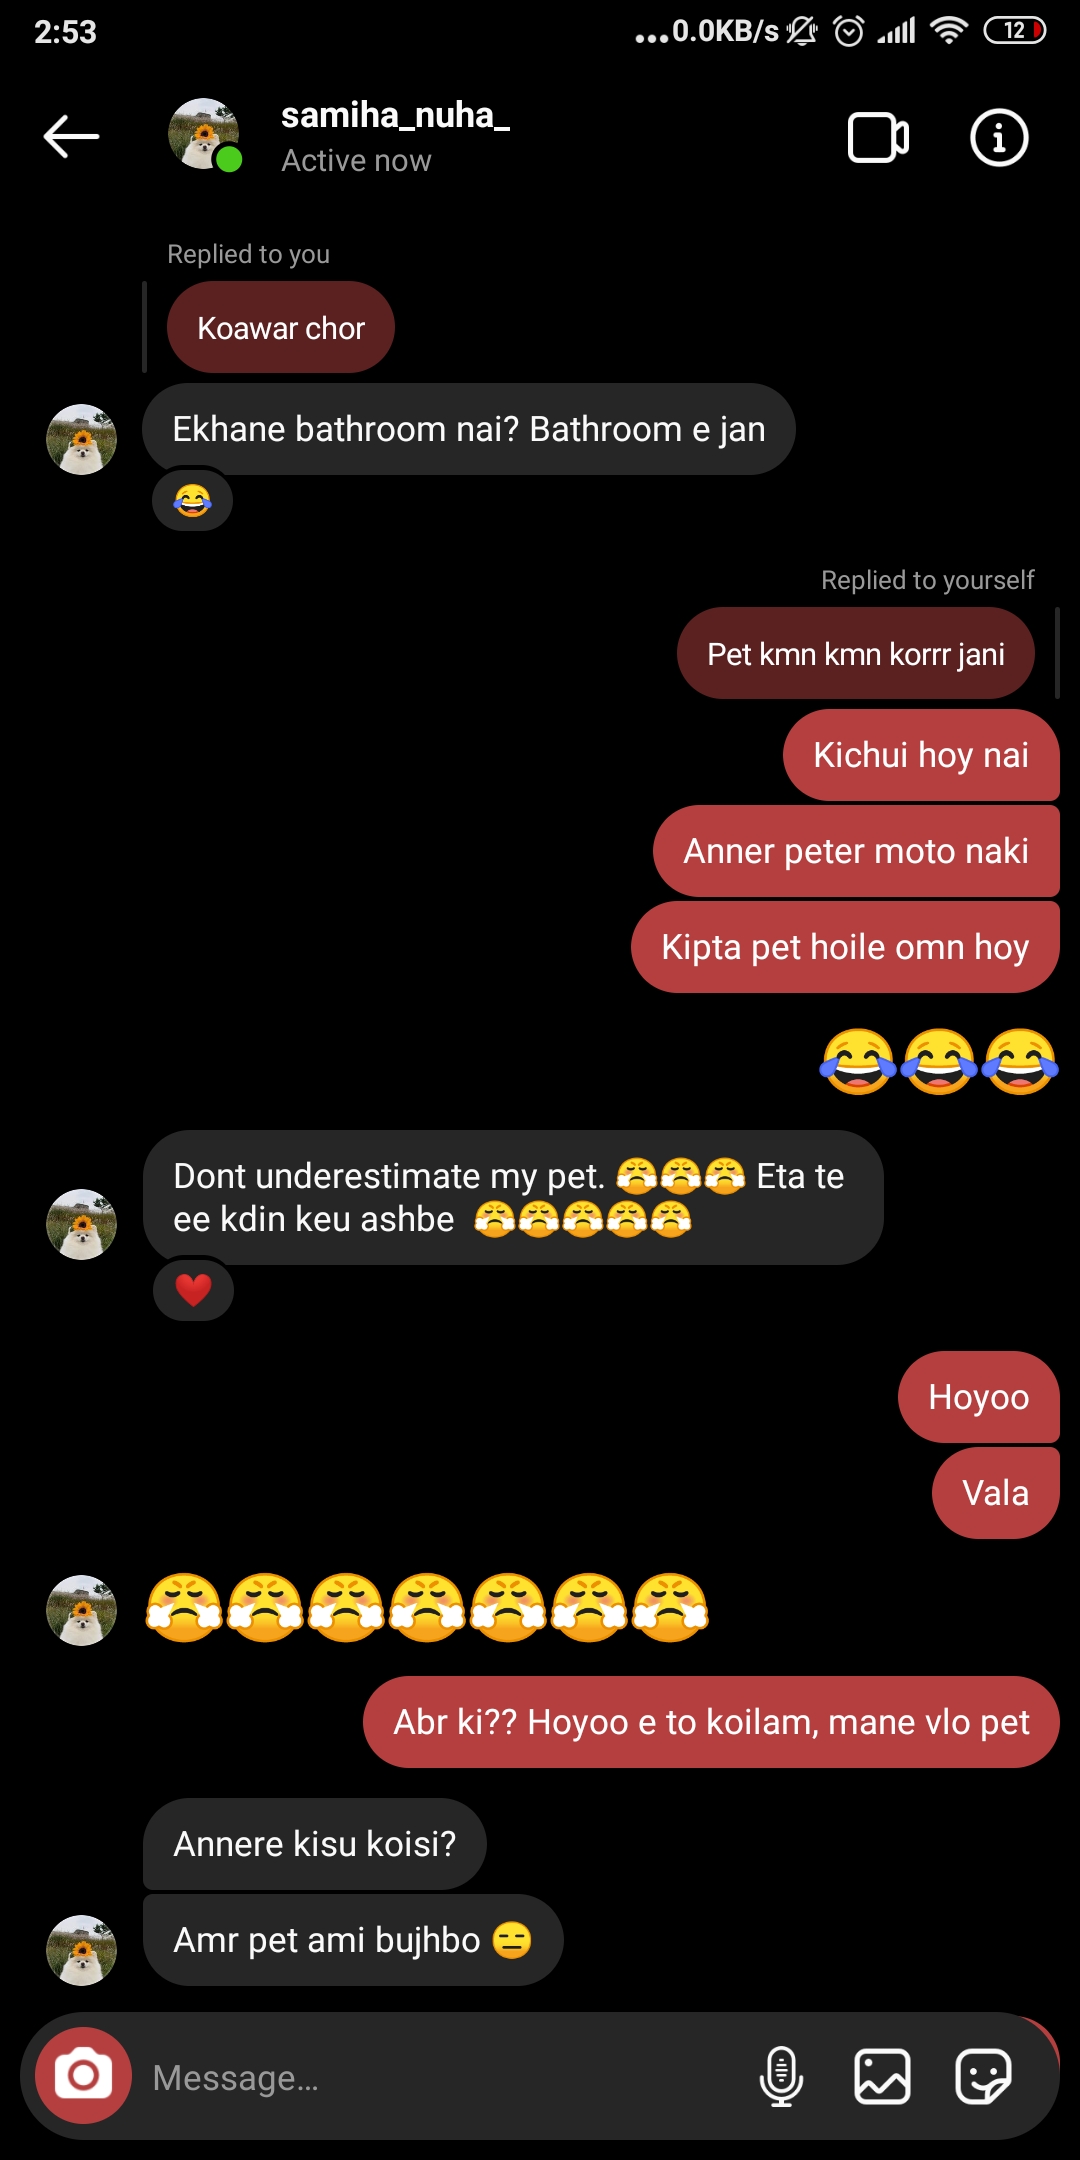 2:53
...0.0KB/s
12
samiha_nuha_
Active now
Replied to you
Koawar chor
Ekhane bathroom nai? Bathroom e jan
😂
Replied to yourself
Pet kmn kmn korrr jani
Kichui hoy nai
Anner peter moto naki
Kipta pet hoile omn hoy
😂😂😂
Dont underestimate my pet. 😤😤😤 Eta te
ee kdin keu ashbe 😤😤😤😤😤
❤️
Hoyoo
Vala
😤😤😤😤😤😤😤
Abr ki?? Hoyoo e to koilam, mane vlo pet
Annere kisu koisi?
Amr pet ami bujhbo 😑
Message...